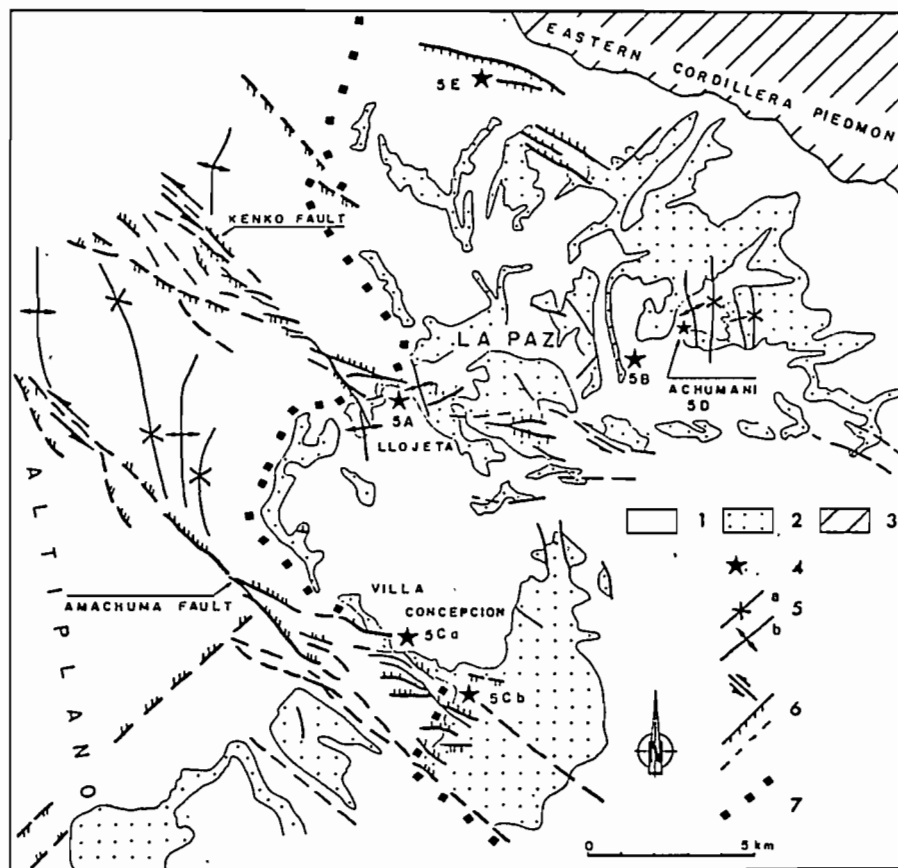 EASTERN CORDILLERA PIEDMON
5E
KENKO FAULT
LA PAZ
5B
ACHUMANI
5D
5A
LLOJETA
ALTIPLANO
1 2 3
4
a
5
b
AMACHUMA FAULT
VILLA
CONCEPCION
5Ca
5Cb
6
N
7
0 5 km